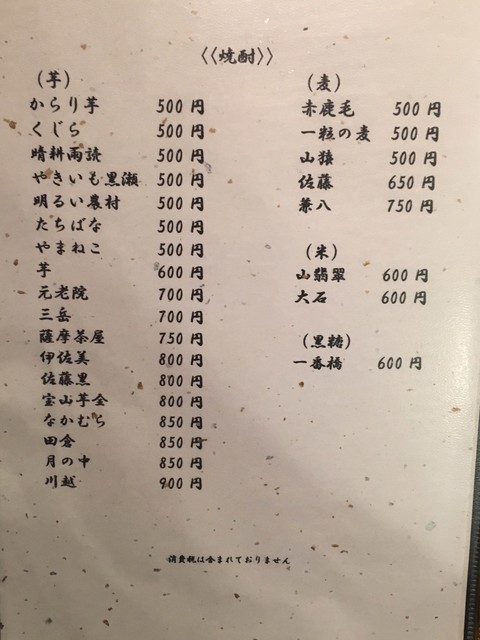 〈〈焼酎〉〉
(芋)
からり芋 500円
くじら 500円
晴耕雨読 500円
やきいも黒瀬 500円
明るい農村 500円
たちばな 500円
やまねこ 500円
芋 600円
元老院 700円
三岳 700円
薩摩茶屋 750円
伊佐美 800円
佐藤黒 800円
宝山芋全 800円
なかむら 850円
田倉 850円
月の中 850円
川越 900円
(麦)
赤鹿毛 500円
一粒の麦 500円
山猿 500円
佐藤 650円
兼八 750円
(米)
山翡翠 600円
大石 600円
(黒糖)
一番橋 600円
消費税は含まれておりません